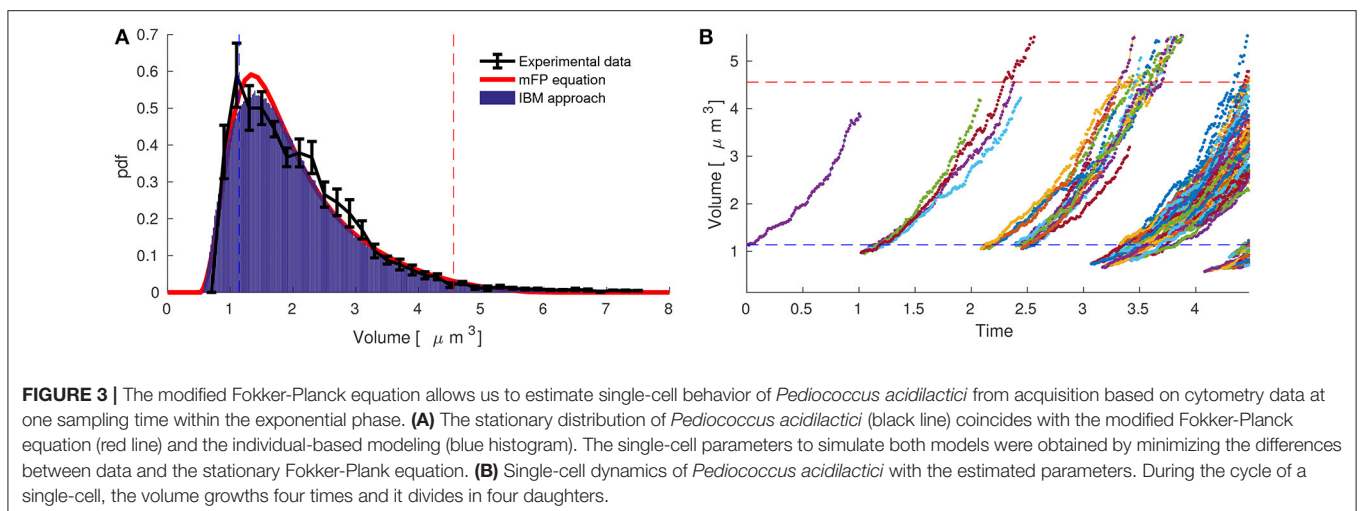 A
0.7
0.6
0.5
0.4
0.3
0.2
0.1
0
pdf
0 1 2 3 4 5 6 7 8
Volume [ μ m 3]
Experimental data
mFP equation
IBM approach
B
5
4
3
2
1
Volume [ μ m 3]
0 0.5 1 1.5 2 2.5 3 3.5 4
Time
FIGURE 3 | The modified Fokker-Planck equation allows us to estimate single-cell behavior of Pediococcus acidilactici from acquisition based on cytometry data at
one sampling time within the exponential phase. (A) The stationary distribution of Pediococcus acidilactici (black line) coincides with the modified Fokker-Planck
equation (red line) and the individual-based modeling (blue histogram). The single-cell parameters to simulate both models were obtained by minimizing the differences
between data and the stationary Fokker-Plank equation. (B) Single-cell dynamics of Pediococcus acidilactici with the estimated parameters. During the cycle of a
single-cell, the volume growths four times and it divides in four daughters.